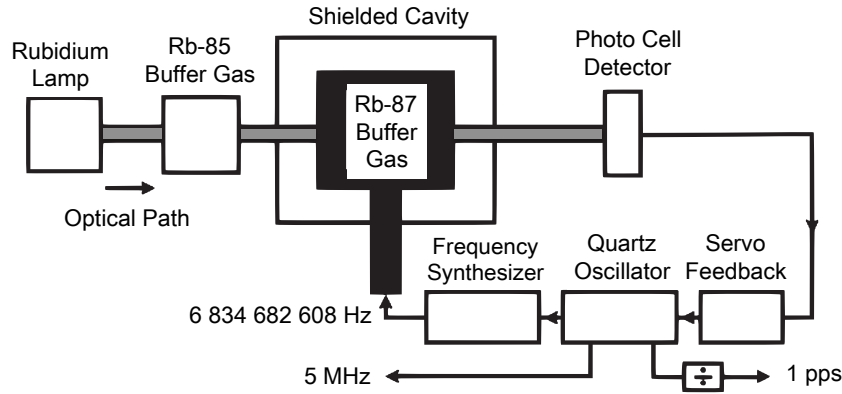 Shielded Cavity
Rubidium
Lamp
Rb-85
Buffer Gas
Photo Cell
Detector
Rb-87
Buffer
Gas
Optical Path
Frequency
Synthesizer
Quartz
Oscillator
Servo
Feedback
6 834 682 608 Hz
5 MHz
÷
1 pps